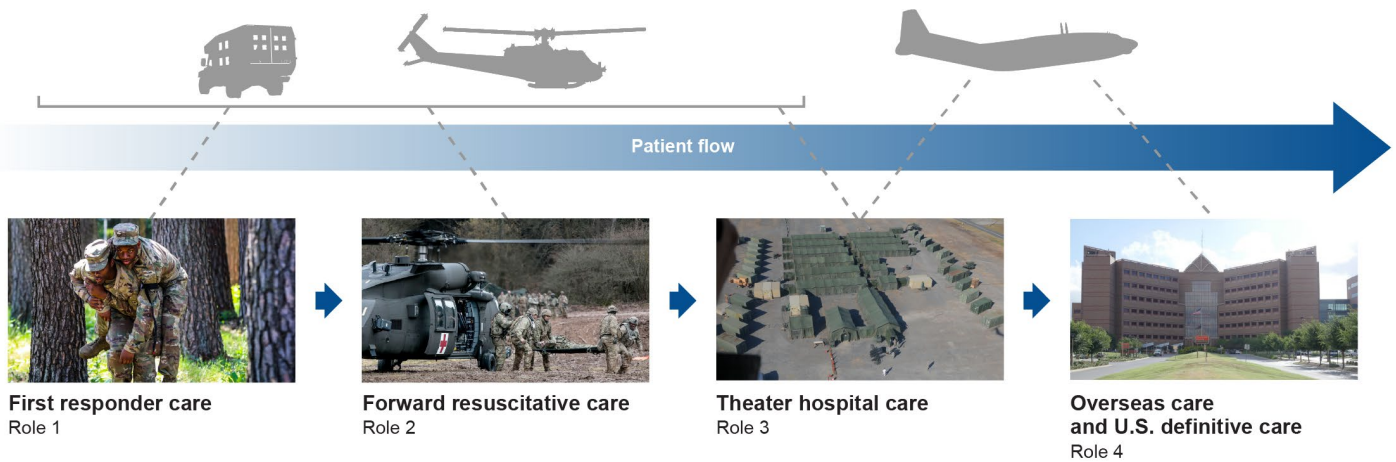 Patient flow
First responder care
Role 1
Forward resuscitative care
Role 2
Theater hospital care
Role 3
Overseas care
and U.S. definitive care
Role 4